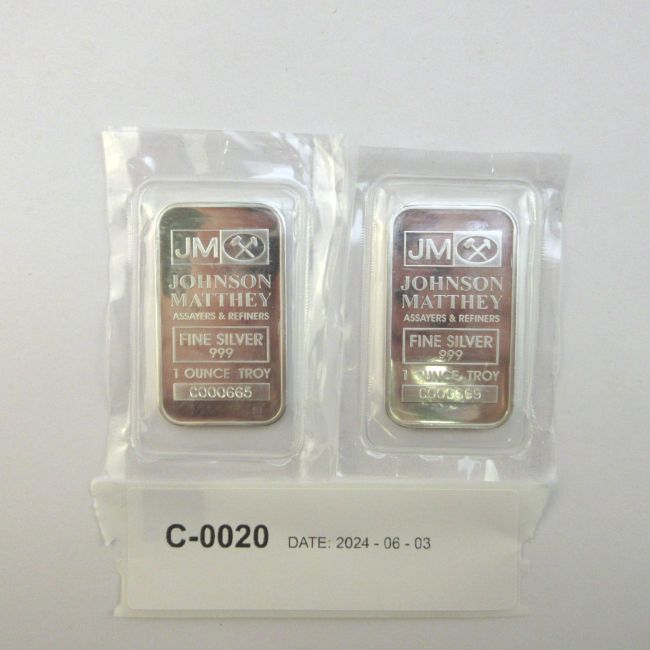 JM
JOHNSON
MATTHEY
ASSAYERS & REFINERS
FINE SILVER
999
1 OUNCE TROY
C000665
JM
JOHNSON
MATTHEY
ASSAYERS & REFINERS
FINE SILVER
999
1 OUNCE TROY
C-0020 DATE: 2024 - 06 - 03